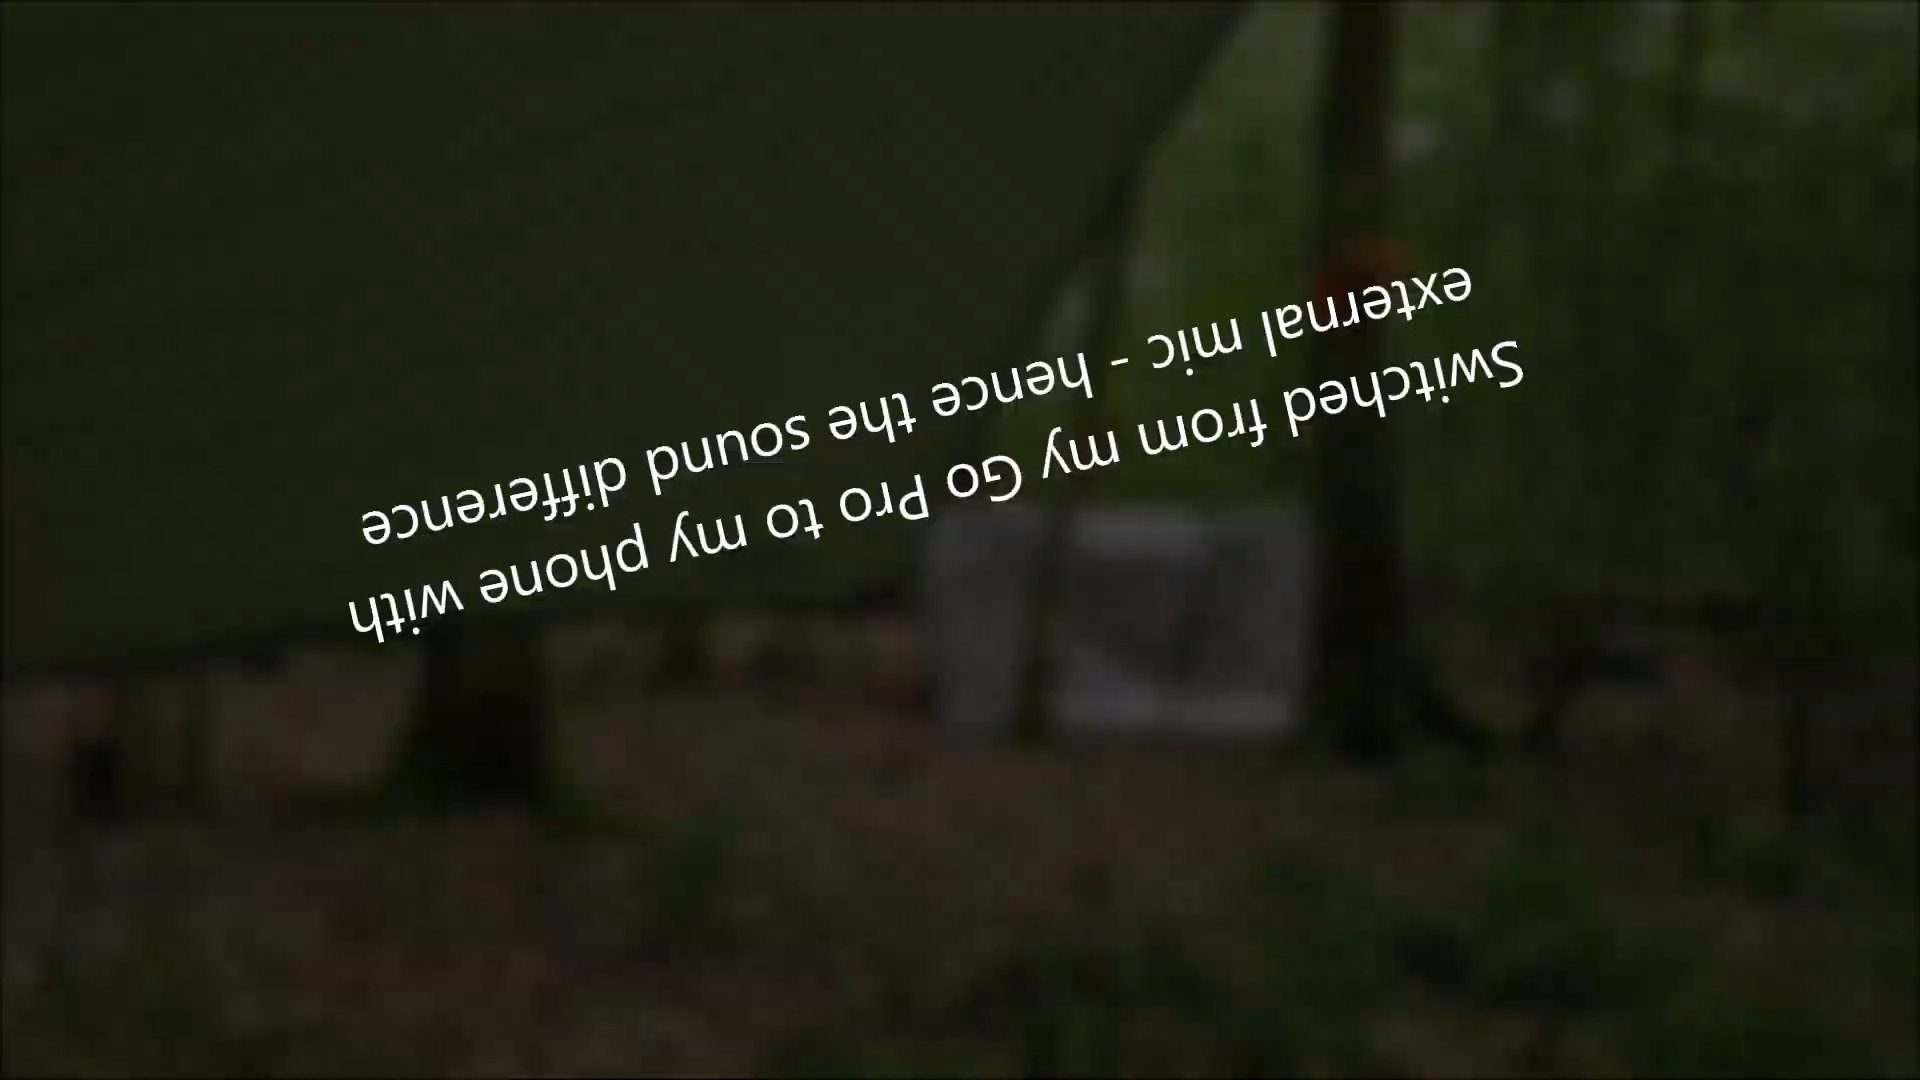 Switched from my Go Pro to my phone with
external mic - hence the sound difference